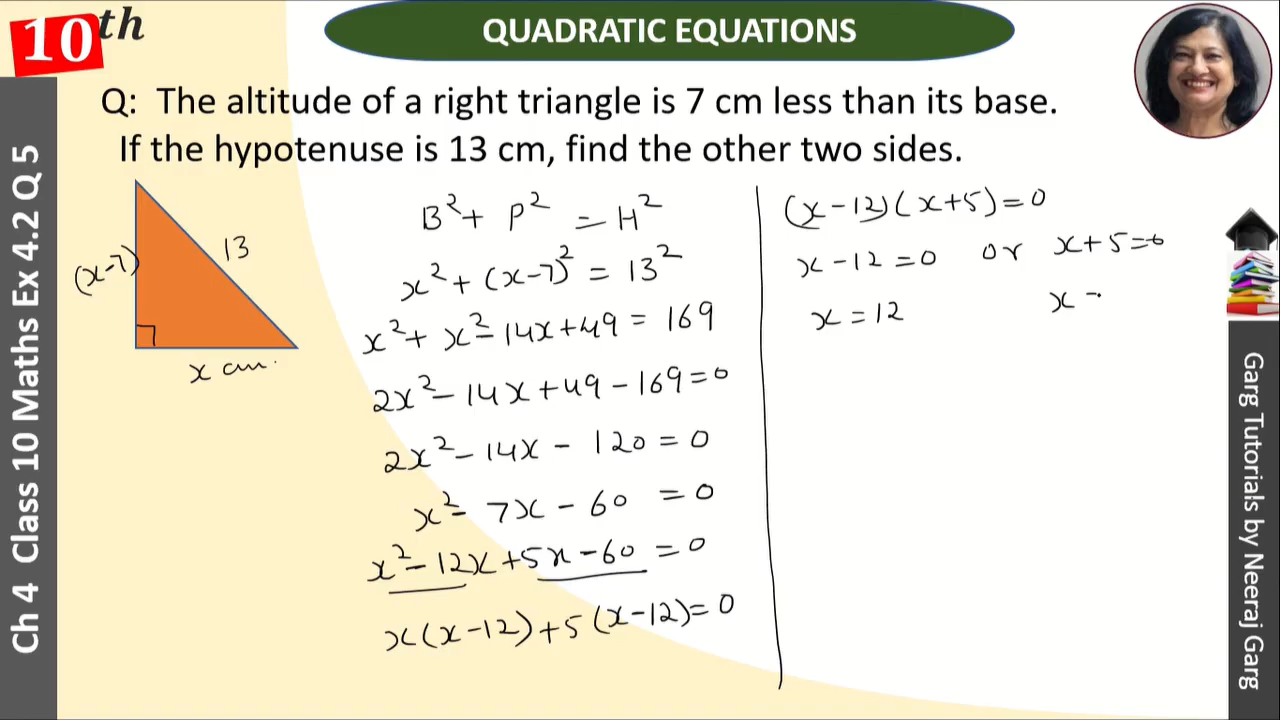 10th
QUADRATIC EQUATIONS
Q: The altitude of a right triangle is 7 cm less than its base.
If the hypotenuse is 13 cm, find the other two sides.
Ch 4 Class 10 Maths Ex 4.2 Q 5
(x-7)
13
x cm.
B² + P² = H²
x² + (x-7)² = 13²
x² + x² - 14x + 49 = 169
2x² - 14x + 49 - 169 = 0
2x² - 14x - 120 = 0
x² - 7x - 60 = 0
x² - 12x + 5x - 60 = 0
x(x-12) + 5(x-12) = 0
(x-12)(x+5) = 0
x - 12 = 0 or x + 5 = 0
x = 12 x -
Garg Tutorials by Neeraj Garg